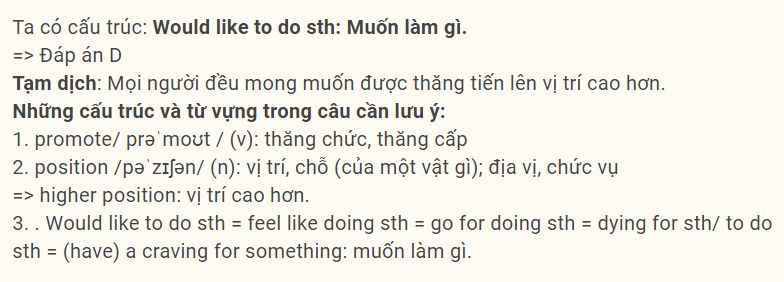 Ta có cấu trúc: Would like to do sth: Muốn làm gì.
=> Đáp án D
Tạm dịch: Mọi người đều mong muốn được thăng tiến lên vị trí cao hơn.
Những cấu trúc và từ vựng trong câu cần lưu ý:
1. promote/ prəˈmoʊt / (v): thăng chức, thăng cấp
2. position /pəˈzɪʃən/ (n): vị trí, chỗ (của một vật gì); địa vị, chức vụ
=> higher position: vị trí cao hơn.
3. . Would like to do sth = feel like doing sth = go for doing sth = dying for sth/ to do
sth = (have) a craving for something: muốn làm gì.